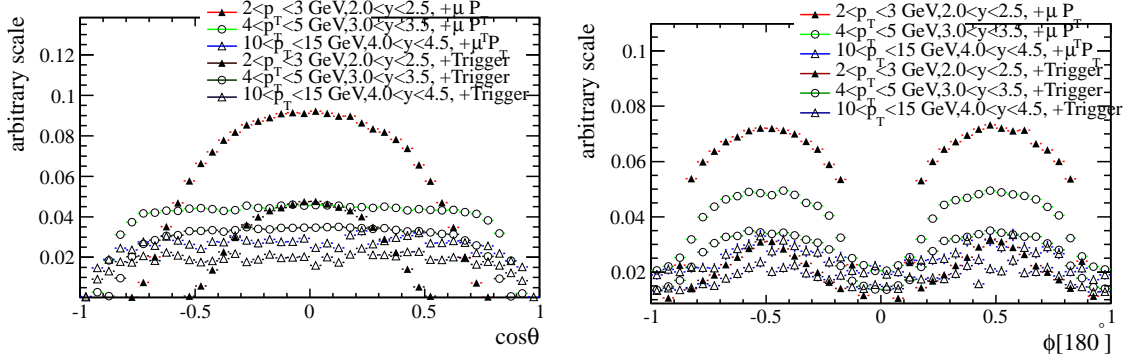 arbitrary scale
2<p_T<3 GeV,2.0<y<2.5, +μ P_T
4<p_T<5 GeV,3.0<y<3.5, +μ P_T
10<p_T<15 GeV,4.0<y<4.5, +μ P_T
2<p_T<3 GeV,2.0<y<2.5, +Trigger
4<p_T<5 GeV,3.0<y<3.5, +Trigger
10<p_T<15 GeV,4.0<y<4.5, +Trigger
0.12
0.1
0.08
0.06
0.04
0.02
-1 -0.5 0 0.5 1
cosθ
arbitrary scale
2<p_T<3 GeV,2.0<y<2.5, +μ P_T
4<p_T<5 GeV,3.0<y<3.5, +μ P_T
10<p_T<15 GeV,4.0<y<4.5, +μ P_T
2<p_T<3 GeV,2.0<y<2.5, +Trigger
4<p_T<5 GeV,3.0<y<3.5, +Trigger
10<p_T<15 GeV,4.0<y<4.5, +Trigger
0.1
0.08
0.06
0.04
0.02
-1 -0.5 0 0.5 1
ϕ[180°]